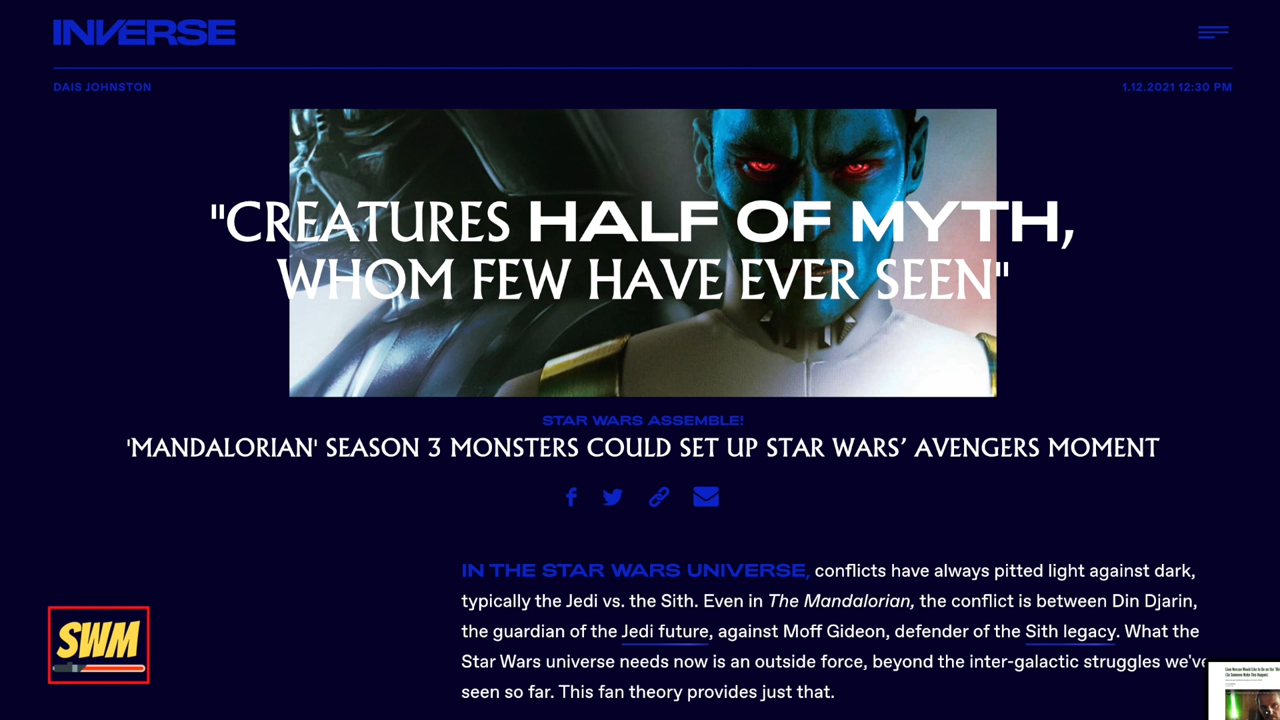 INVERSE
DAIS JOHNSTON
1.12.2021 12:30 PM
"CREATURES HALF OF MYTH,
WHOM FEW HAVE EVER SEEN"
STAR WARS ASSEMBLE!
'MANDALORIAN' SEASON 3 MONSTERS COULD SET UP STAR WARS’ AVENGERS MOMENT
IN THE STAR WARS UNIVERSE, conflicts have always pitted light against dark,
typically the Jedi vs. the Sith. Even in The Mandalorian, the conflict is between Din Djarin,
the guardian of the Jedi future, against Moff Gideon, defender of the Sith legacy. What the
Star Wars universe needs now is an outside force, beyond the inter-galactic struggles we've
seen so far. This fan theory provides just that.
SWM